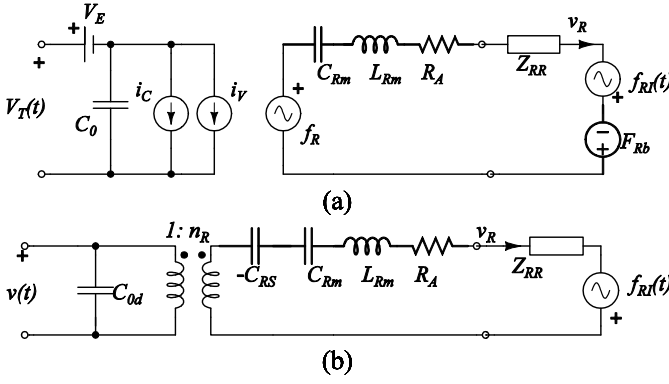 V_E
V_T(t)
C_0
i_C
i_V
f_R
C_Rm
L_Rm
R_A
Z_RR
v_R
f_RI(t)
F_Rb
(a)
1: n_R
v(t)
C_0d
-C_RS
C_Rm
L_Rm
R_A
v_R
Z_RR
f_RI(t)
(b)